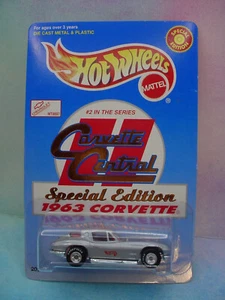 For ages over 3 years
DIE CAST METAL & PLASTIC
SPECIAL
EDITION
Hot Wheels
MATTEL
#2 IN THE SERIES
II
Corvette
Central
Special Edition
1963 CORVETTE